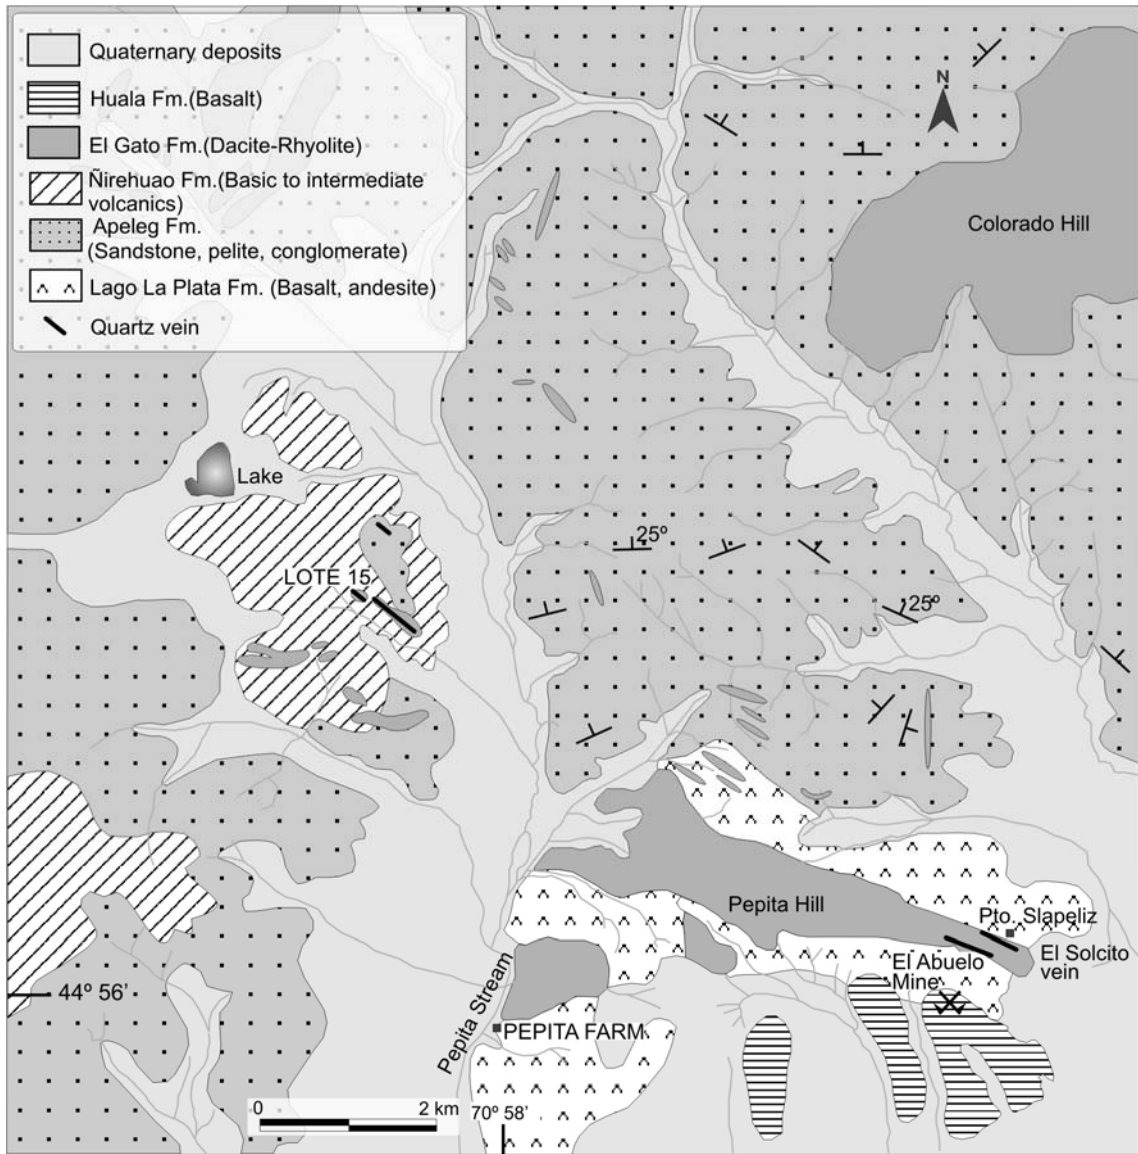 Quaternary deposits
Huala Fm.(Basalt)
El Gato Fm.(Dacite-Rhyolite)
Ñirehuao Fm.(Basic to intermediate
volcanics)
Apeleg Fm.
(Sandstone, pelite, conglomerate)
Lago La Plata Fm. (Basalt, andesite)
Quartz vein
N
Colorado Hill
Lake
25º
LOTE 15
25º
Pepita Hill
Pto. Slapeliz
El Solcito
vein
El Abuelo
Mine
44º 56'
Pepita Stream
PEPITA FARM
0 2 km
70º 58'